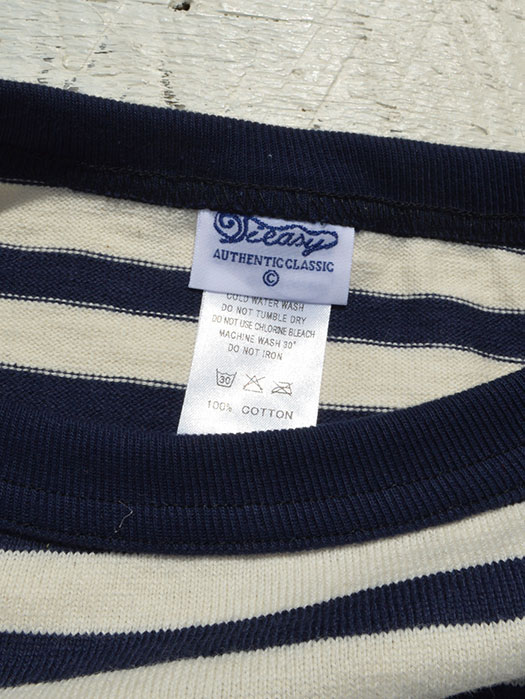 Tieasy
AUTHENTIC CLASSIC
©
COLD WATER WASH
DO NOT TUMBLE DRY
DO NOT USE CHLORINE BLEACH
MACHINE WASH 30°
DO NOT IRON
30
100% COTTON